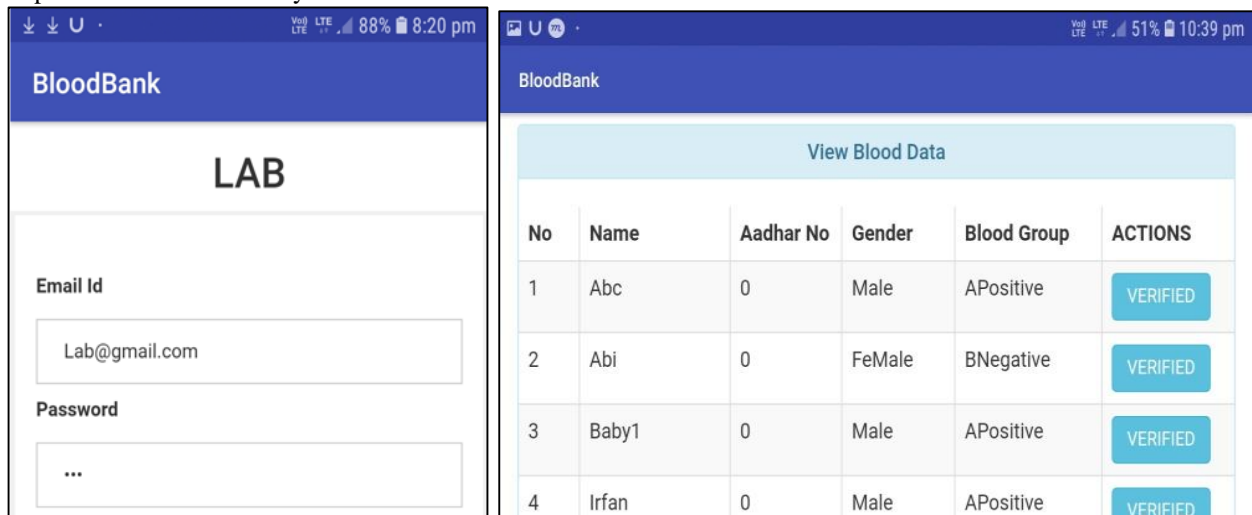 88% 8:20 pm
BloodBank
LAB
Email Id
Lab@gmail.com
Password
•••
51% 10:39 pm
BloodBank
View Blood Data
No Name Aadhar No Gender Blood Group ACTIONS
1 Abc 0 Male APositive VERIFIED
2 Abi 0 FeMale BNegative VERIFIED
3 Baby1 0 Male APositive VERIFIED
4 Irfan 0 Male APositive VERIFIED